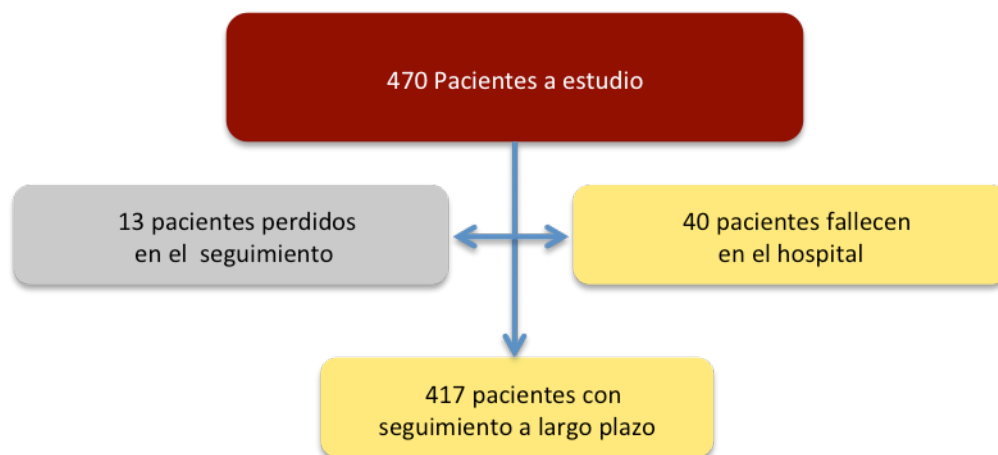 470 Pacientes a estudio
13 pacientes perdidos
en el seguimiento
40 pacientes fallecen
en el hospital
417 pacientes con
seguimiento a largo plazo